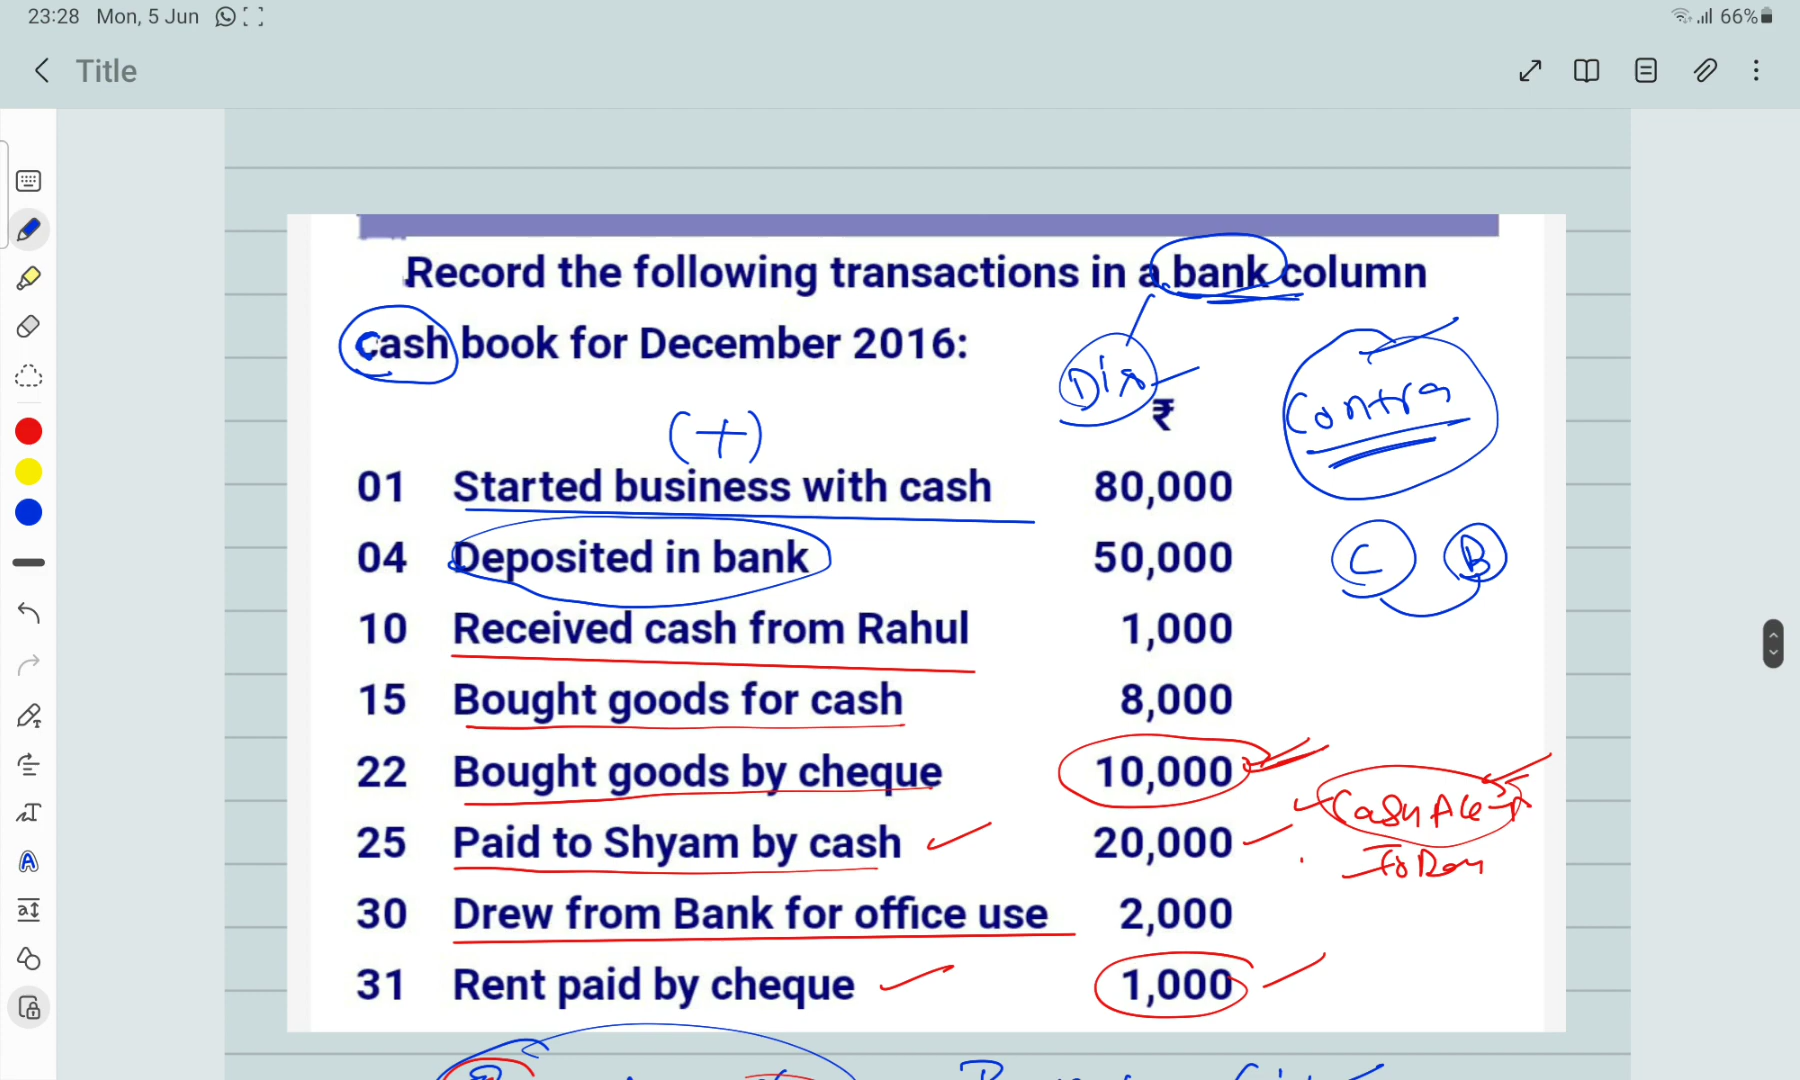 23:28 Mon, 5 Jun 66%
Title
Record the following transactions in a bank column
Cash book for December 2016:
Dis
₹
Contra
(+)
01 Started business with cash 80,000
04 Deposited in bank 50,000
C B
10 Received cash from Rahul 1,000
15 Bought goods for cash 8,000
22 Bought goods by cheque 10,000
Cash A/c
25 Paid to Shyam by cash 20,000
30 Drew from Bank for office use 2,000
31 Rent paid by cheque 1,000